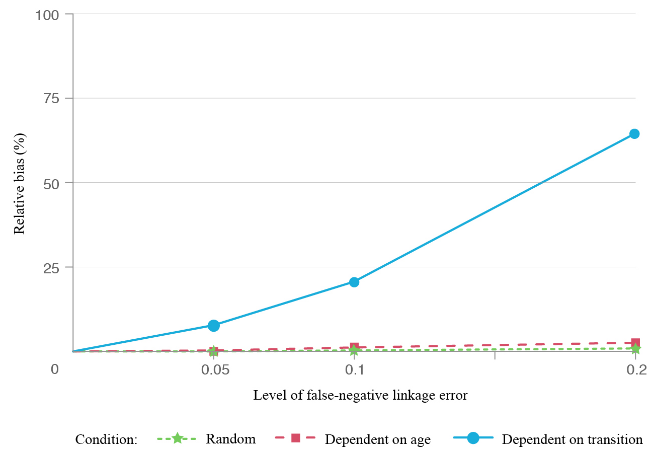 100
75
50
25
0
0.05
0.1
0.2
Relative bias (%)
Level of false-negative linkage error
Condition: Random Dependent on age Dependent on transition